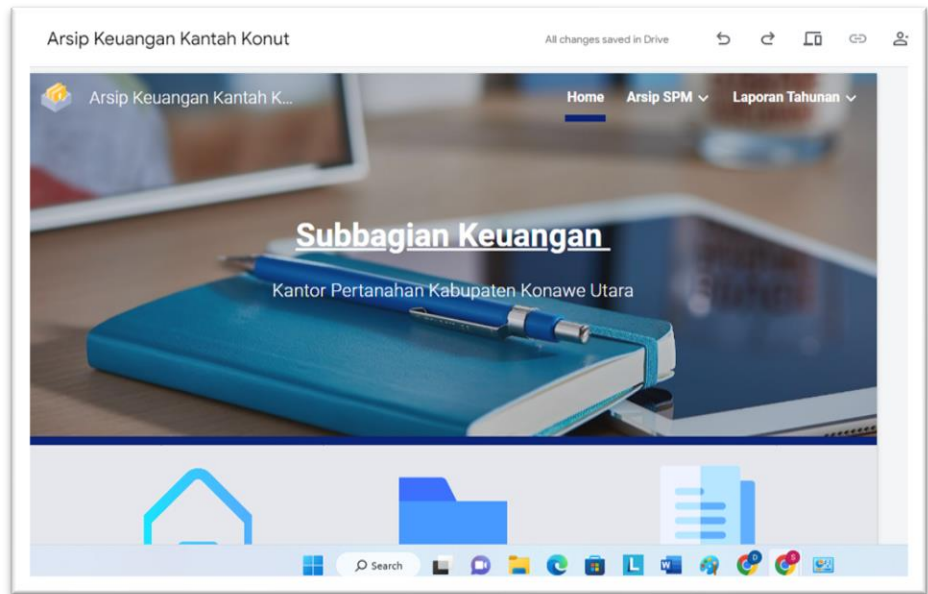 Arsip Keuangan Kantah Konut
All changes saved in Drive
Arsip Keuangan Kantah K...
Home Arsip SPM Laporan Tahunan
Subbagian Keuangan
Kantor Pertanahan Kabupaten Konawe Utara
Search
L W D S